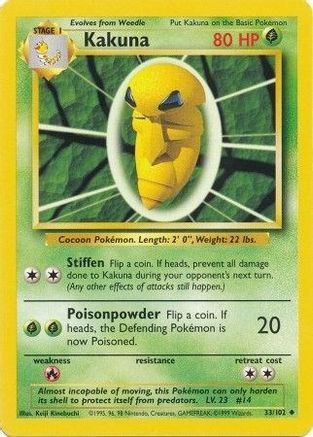 Evolves from Weedle Put Kakuna on the Basic Pokémon
STAGE 1
Kakuna 80 HP
Cocoon Pokémon. Length: 2' 0", Weight: 22 lbs.
Stiffen Flip a coin. If heads, prevent all damage
done to Kakuna during your opponent's next turn.
(Any other effects of attacks still happen.)
Poisonpowder Flip a coin. If
heads, the Defending Pokémon is
now Poisoned.
20
weakness resistance retreat cost
Almost incapable of moving, this Pokémon can only harden
its shell to protect itself from predators. LV. 23 #14
Illus. Keiji Kinebuchi ©1995, 96, 98 Nintendo, Creatures, GAMEFREAK. ©1999 Wizards. 33/102